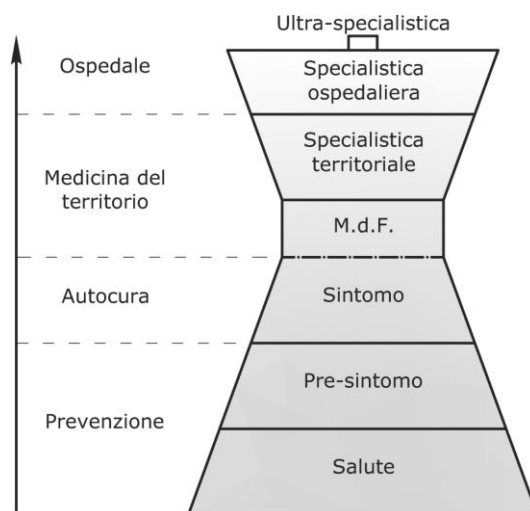 Ultra-specialistica
Ospedale
Specialistica
ospedaliera
Specialistica
territoriale
Medicina del
territorio
M.d.F.
Autocura
Sintomo
Pre-sintomo
Prevenzione
Salute